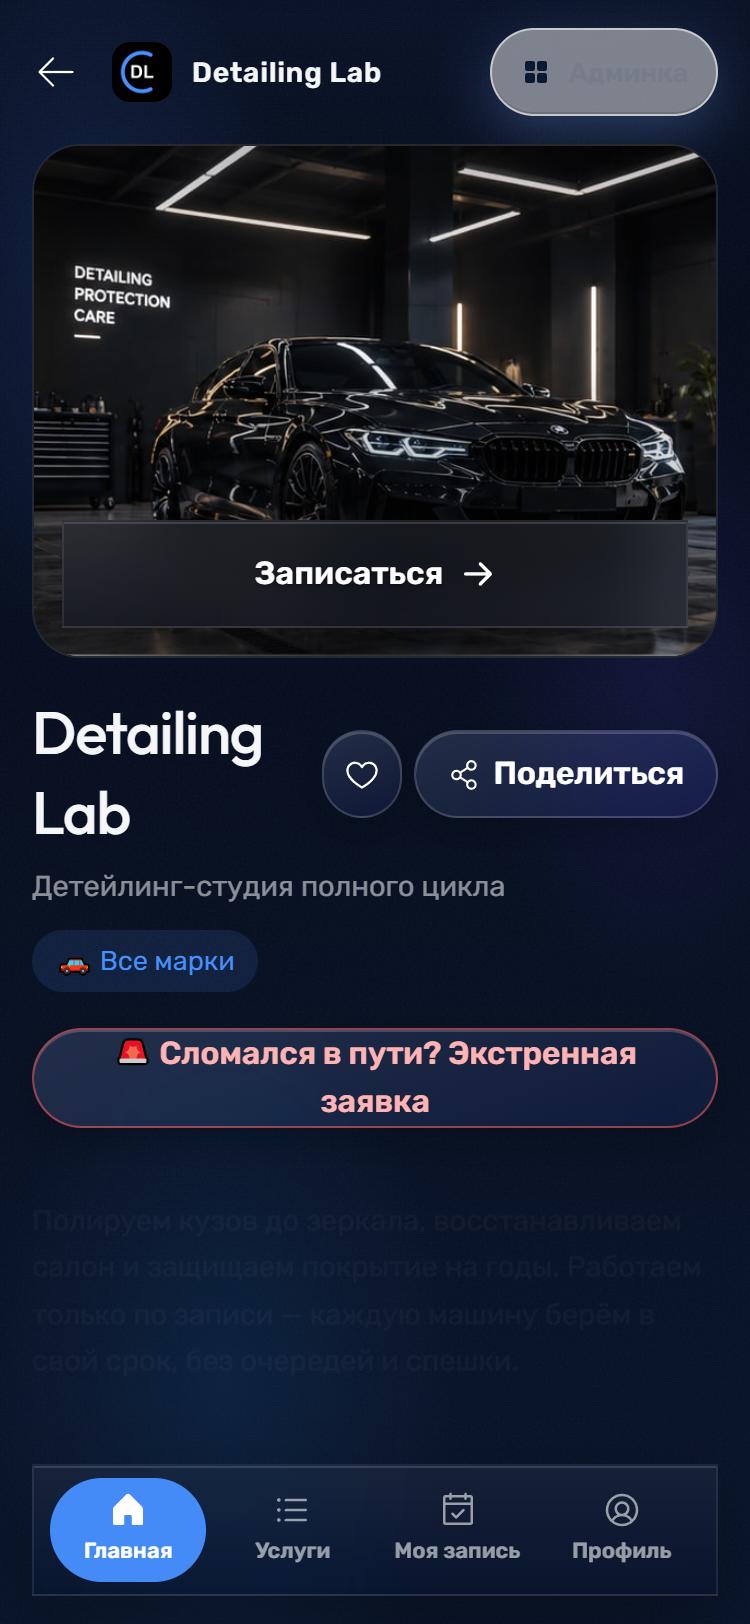 DL
Detailing Lab
Админка
DETAILING
PROTECTION
CARE
Записаться
Detailing
Lab
Поделиться
Детейлинг-студия полного цикла
Все марки
Сломался в пути? Экстренная
заявка
Полируем кузов до зеркала, восстанавливаем
салон и защищаем покрытие на годы. Работаем
только по записи — каждую машину берём в
свой срок, без очередей и спешки.
Главная
Услуги
Моя запись
Профиль